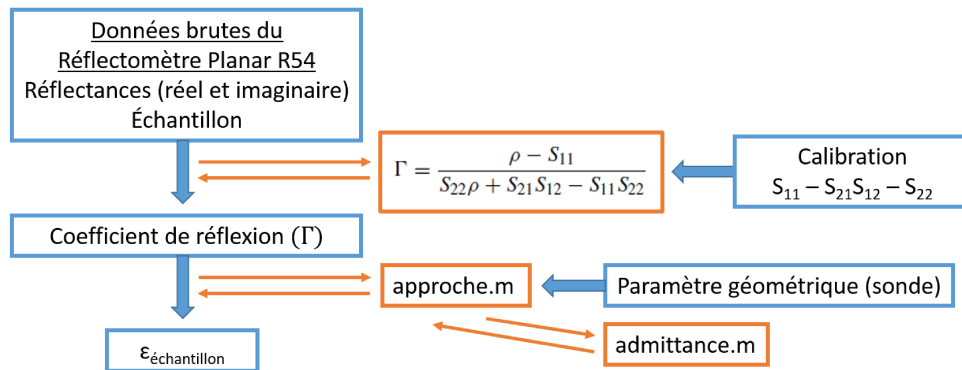 Données brutes du
Réflectomètre Planar R54
Réflectances (réel et imaginaire)
Échantillon
Γ = (ρ − S₁₁) / (S₂₂ρ + S₂₁S₁₂ − S₁₁S₂₂)
Calibration
S₁₁ – S₂₁S₁₂ – S₂₂
Coefficient de réflexion (Γ)
approche.m
Paramètre géométrique (sonde)
admittance.m
ε échantillon